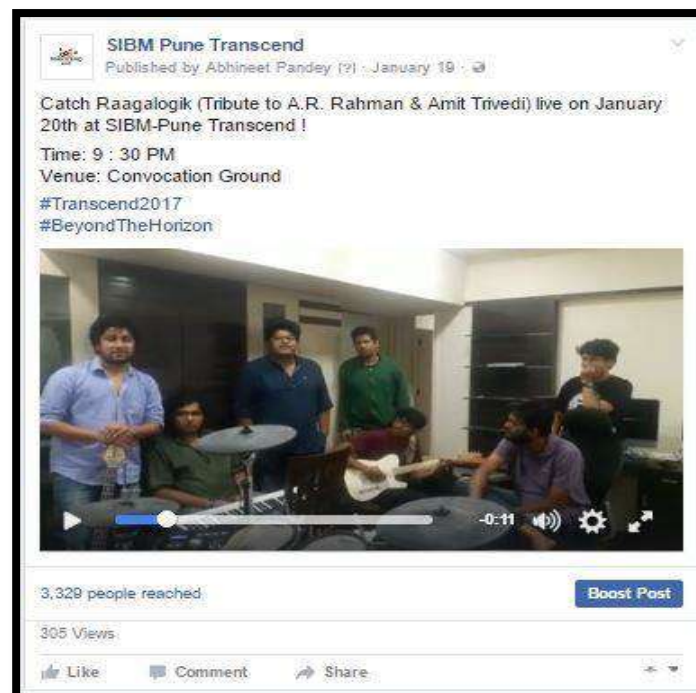 SIBM Pune Transcend
Published by Abhineet Pandey [?] · January 19 ·
Catch Raagalogik (Tribute to A.R. Rahman & Amit Trivedi) live on January
20th at SIBM-Pune Transcend !
Time: 9 : 30 PM
Venue: Convocation Ground
#Transcend2017
#BeyondTheHorizon
-0:11
3,329 people reached
Boost Post
305 Views
Like Comment Share